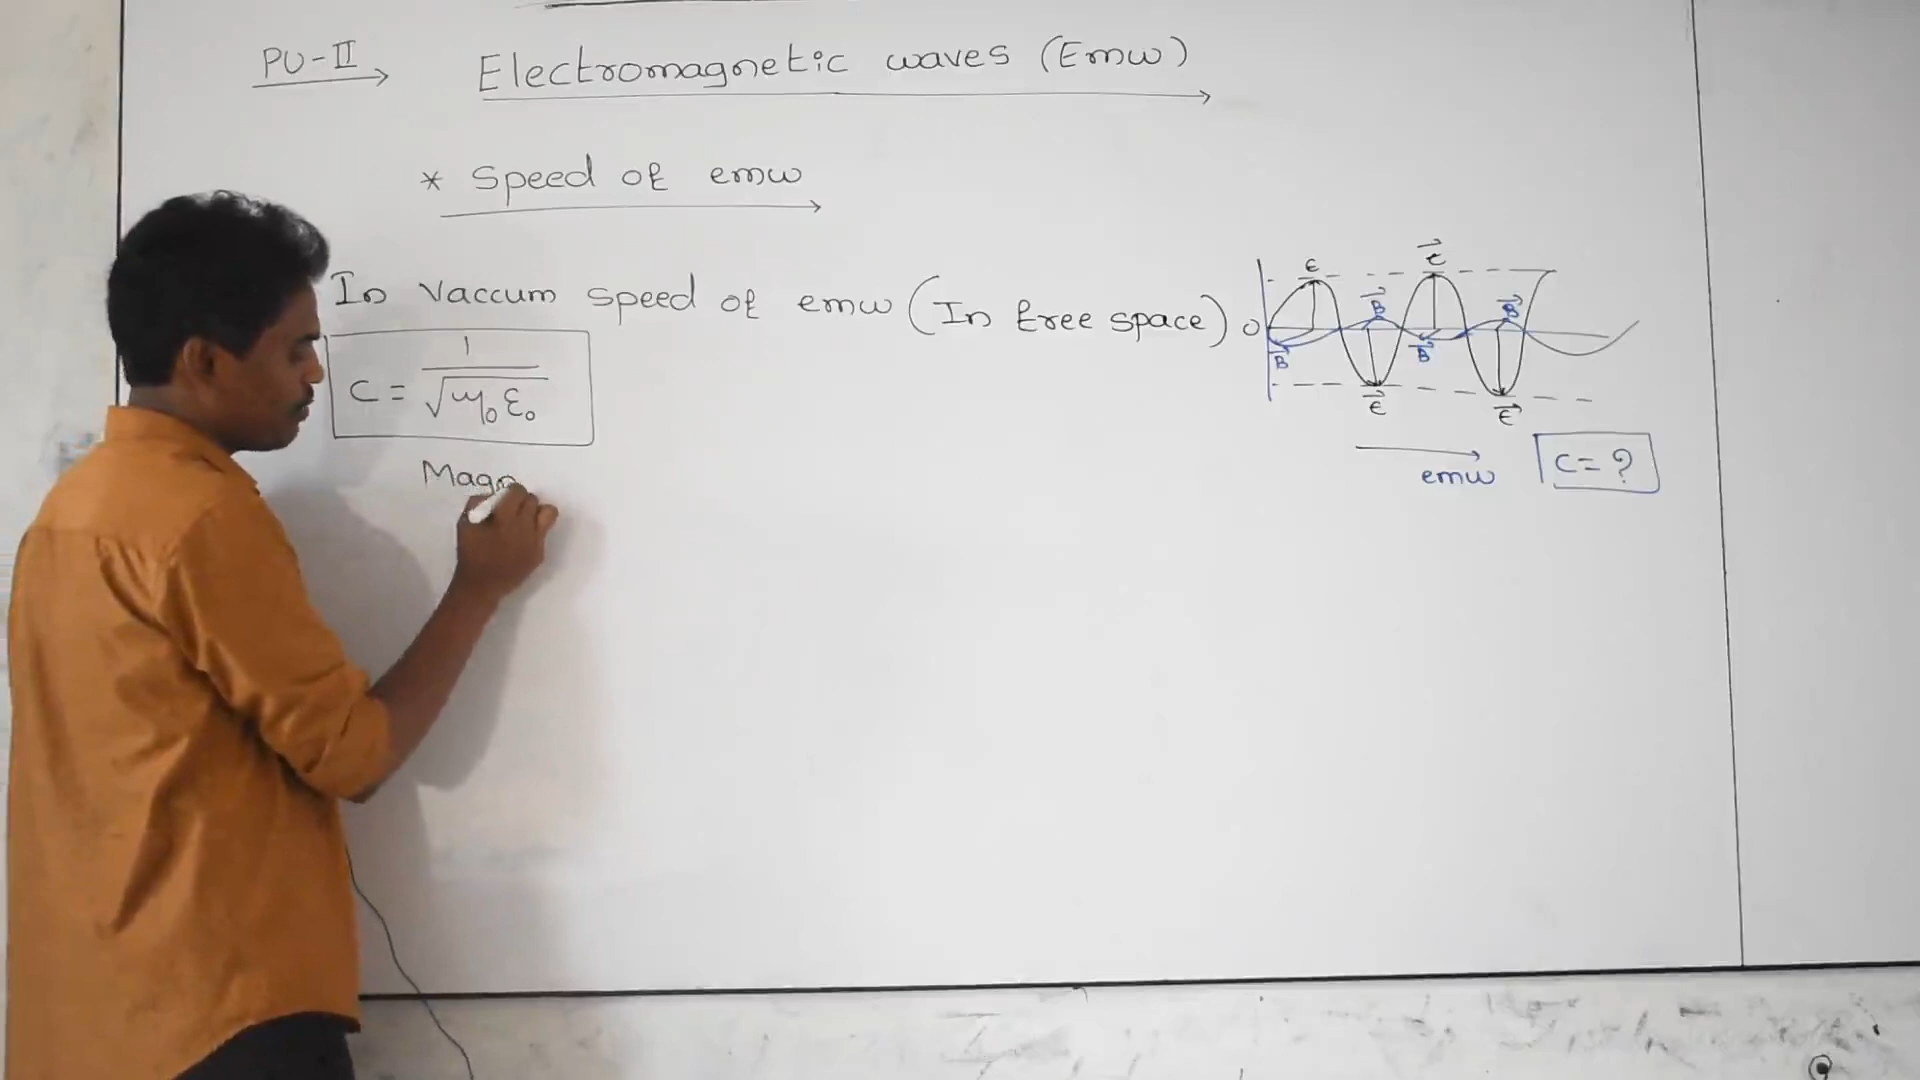 PU-II
Electromagnetic waves (Emw)
* Speed of emw
In vaccum speed of emw (In free space)
C = 1/√μ₀ε₀
Magn
E E
0 B B B B
E E
emw C = ?